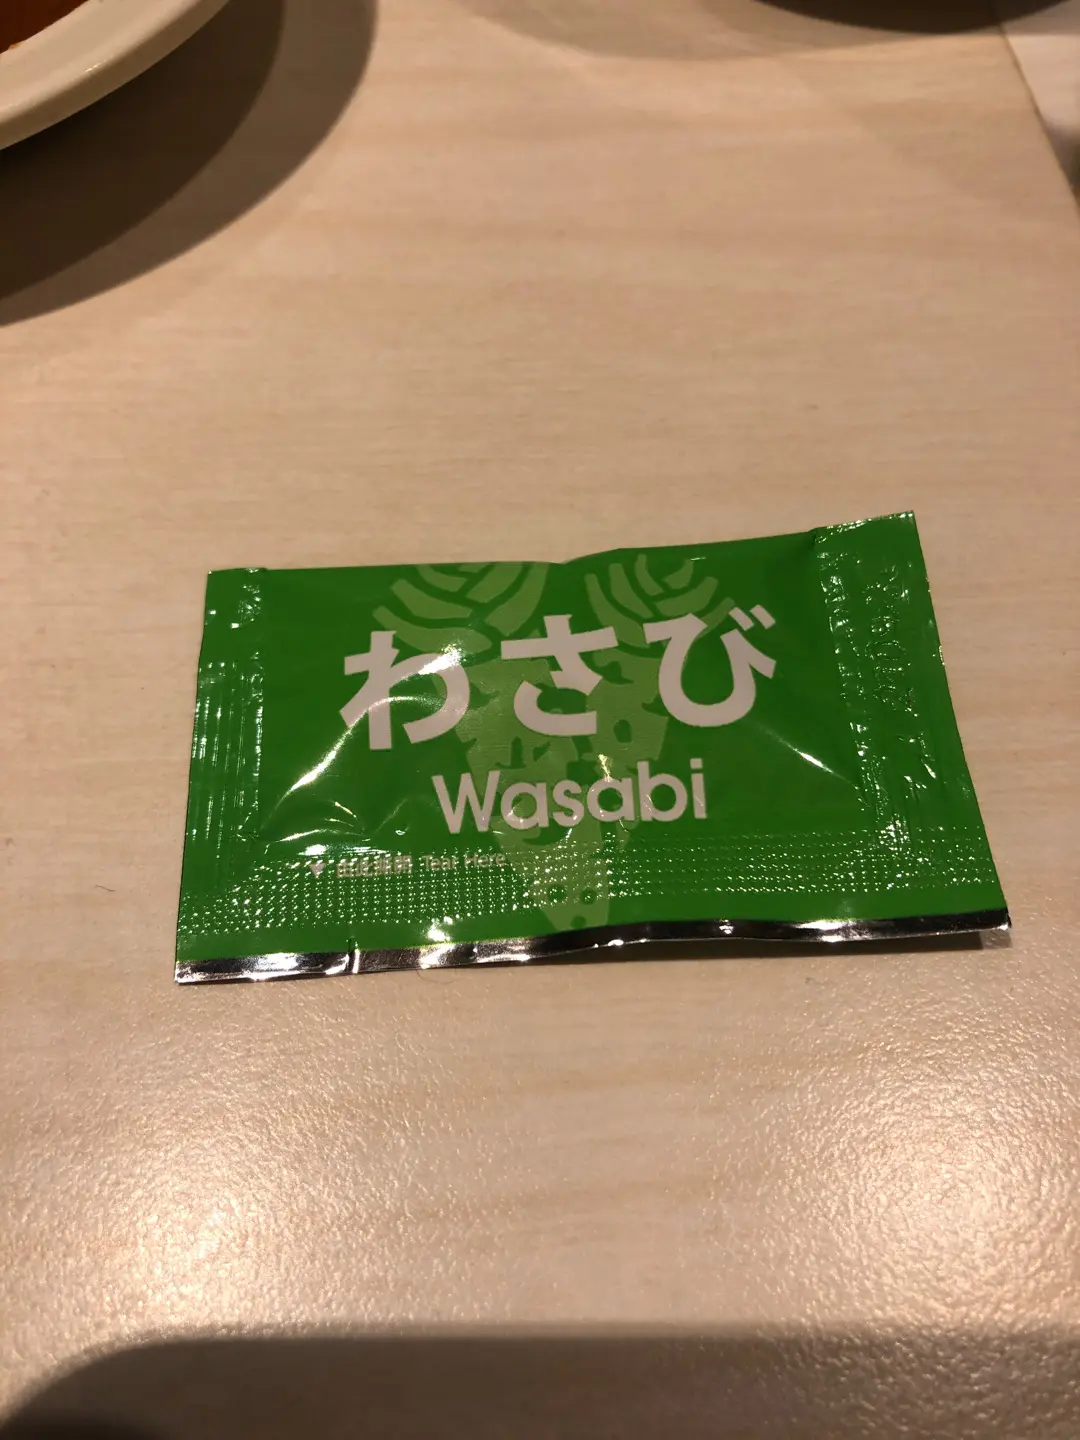 わさび
Wasabi
Tear Here